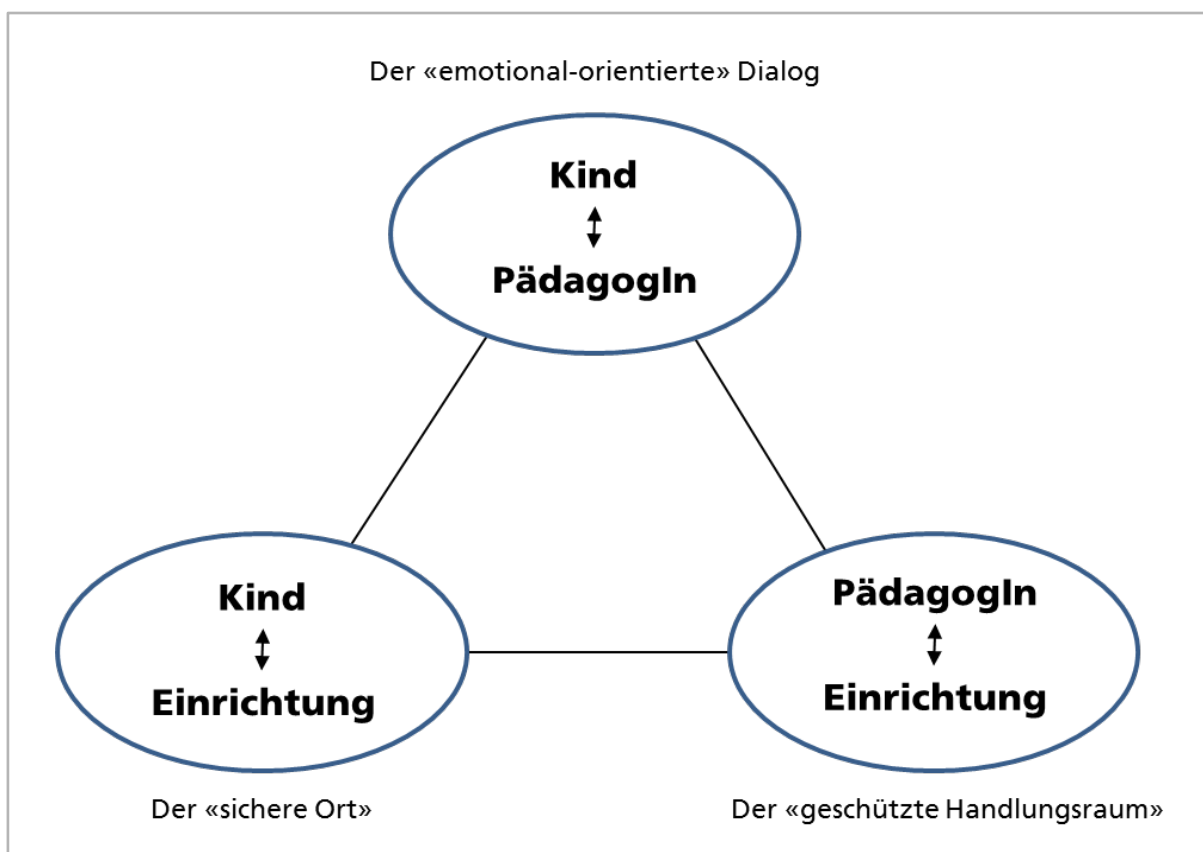 Der «emotional-orientierte» Dialog
Kind
PädagogIn
Kind
Einrichtung
PädagogIn
Einrichtung
Der «sichere Ort»
Der «geschützte Handlungsraum»